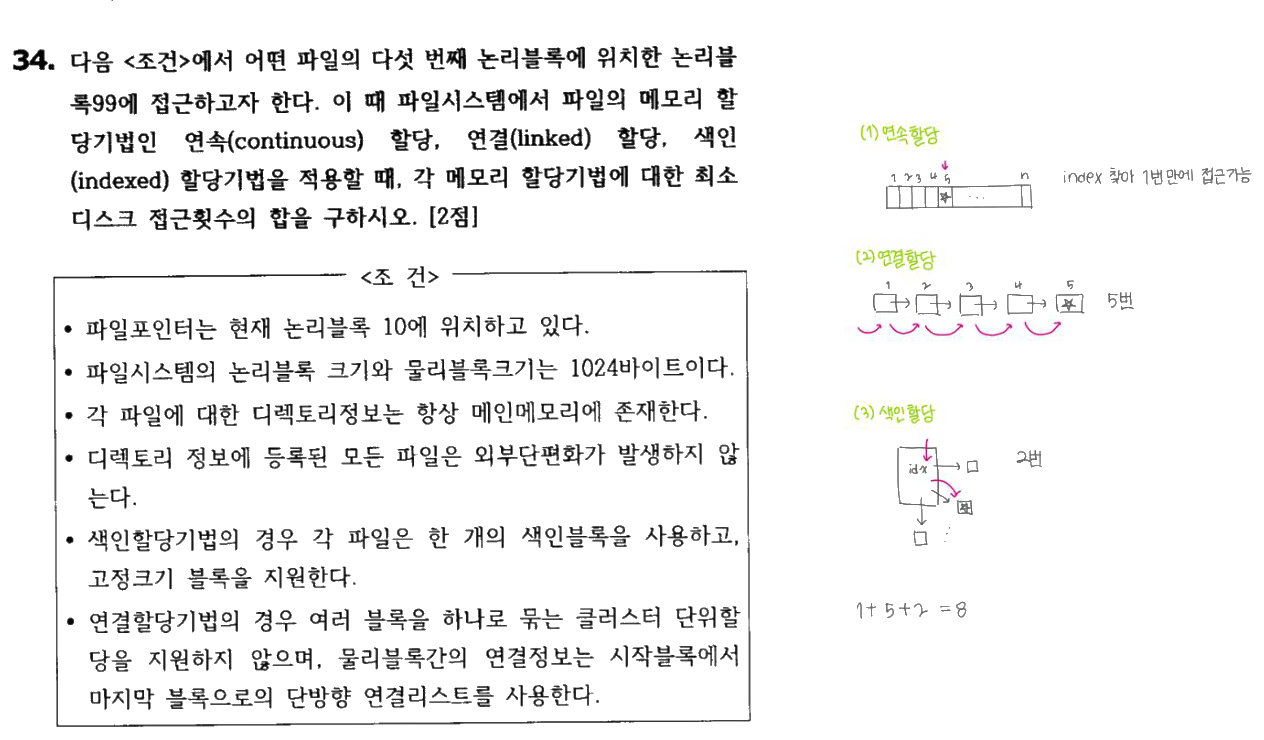 34. 다음 <조건>에서 어떤 파일의 다섯 번째 논리블록에 위치한 논리블
록99에 접근하고자 한다. 이 때 파일시스템에서 파일의 메모리 할
당기법인 연속(continuous) 할당, 연결(linked) 할당, 색인
(indexed) 할당기법을 적용할 때, 각 메모리 할당기법에 대한 최소
디스크 접근횟수의 합을 구하시오. [2점]
<조 건>
• 파일포인터는 현재 논리블록 10에 위치하고 있다.
• 파일시스템의 논리블록 크기와 물리블록크기는 1024바이트이다.
• 각 파일에 대한 디렉토리정보는 항상 메인메모리에 존재한다.
• 디렉토리 정보에 등록된 모든 파일은 외부단편화가 발생하지 않
는다.
• 색인할당기법의 경우 각 파일은 한 개의 색인블록을 사용하고,
고정크기 블록을 지원한다.
• 연결할당기법의 경우 여러 블록을 하나로 묶는 클러스터 단위할
당을 지원하지 않으며, 물리블록간의 연결정보는 시작블록에서
마지막 블록으로의 단방향 연결리스트를 사용한다.
(1) 연속할당
1 2 3 4 5 n
... index 찾아 1번만에 접근가능
(2) 연결할당
1 2 3 4 5
5번
(3) 색인할당
idx
2번
1 + 5 + 2 = 8